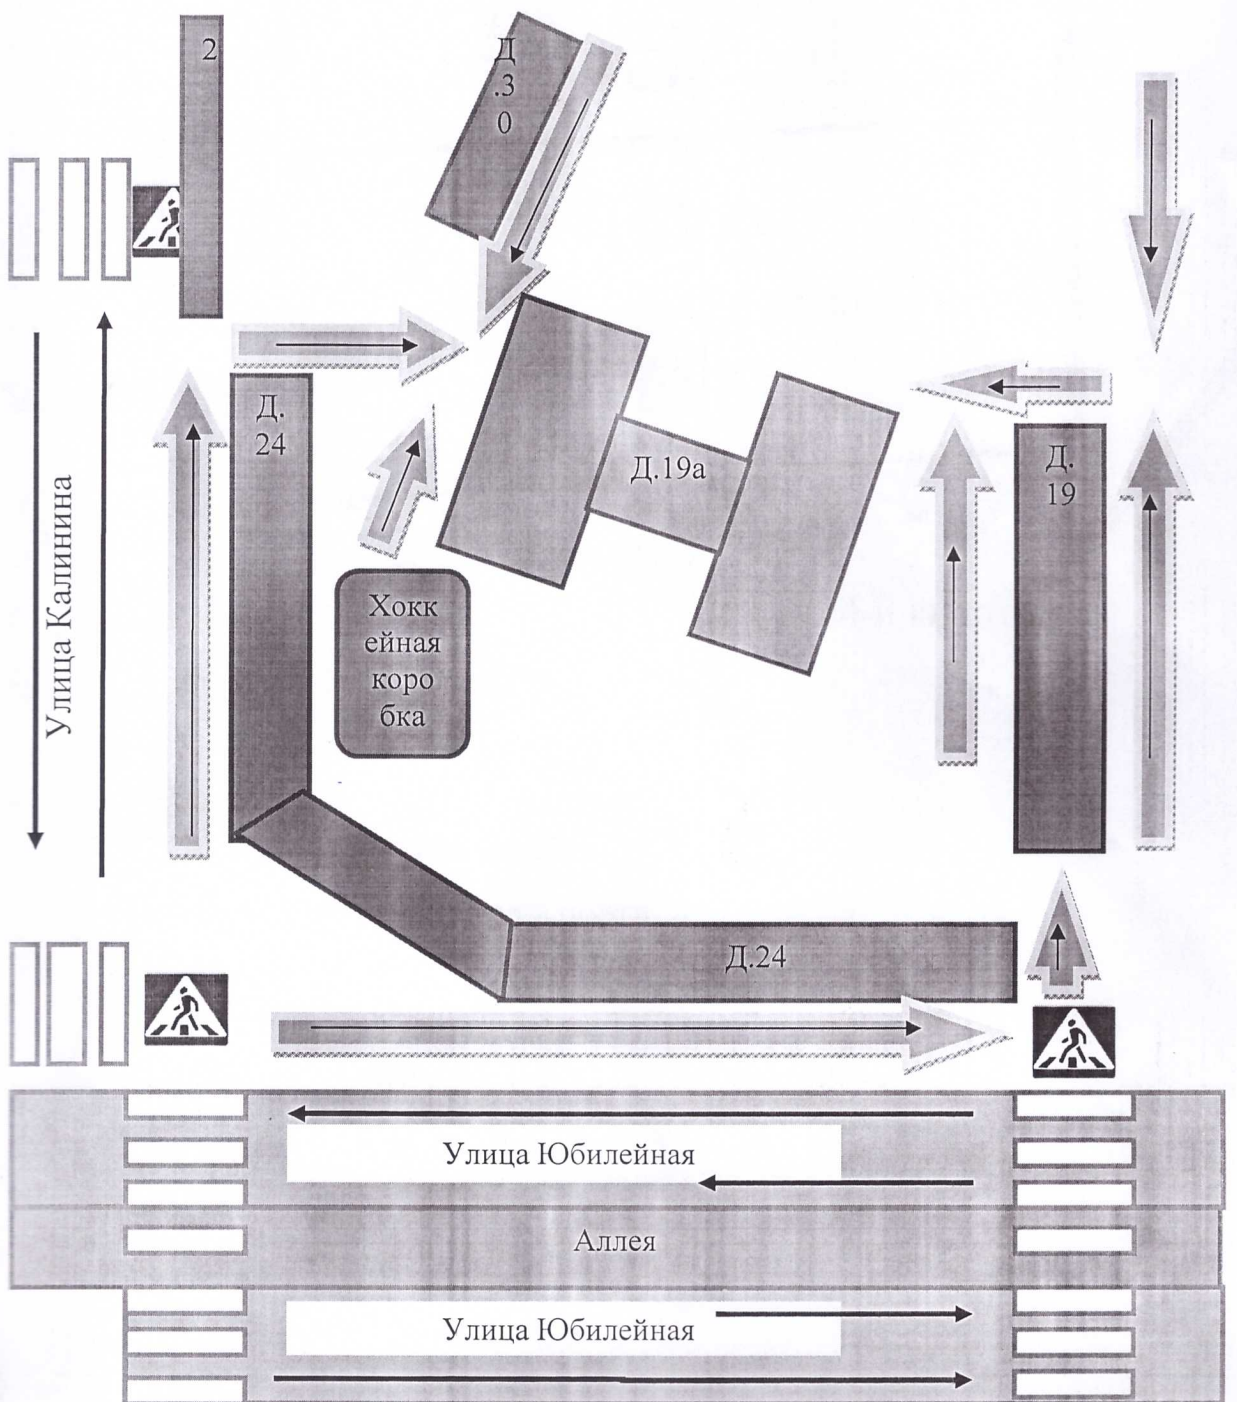 2
Д
.3
0
Д.
24
Д.19а
Д.
19
Улица Калинина
Хокк
ейная
коро
бка
Д.24
Улица Юбилейная
Аллея
Улица Юбилейная